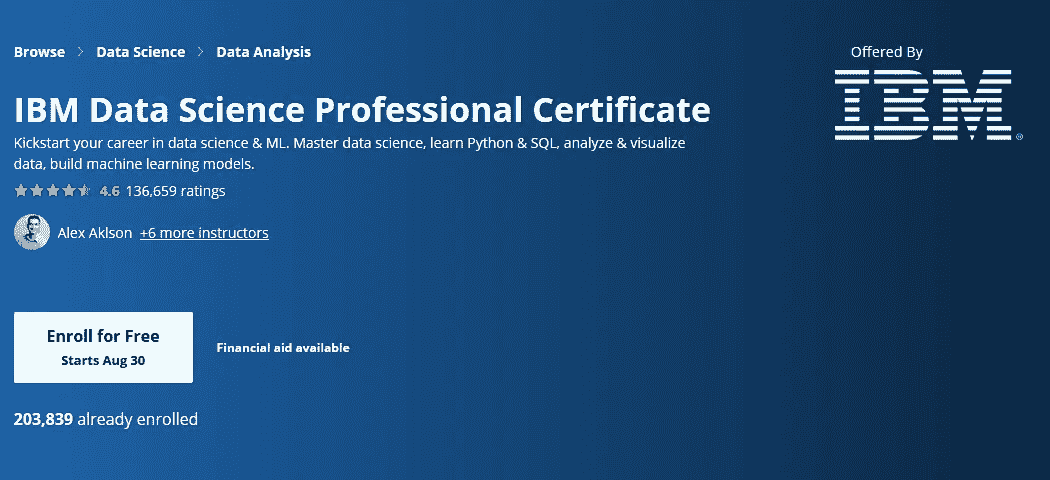 Browse > Data Science > Data Analysis
Offered By
IBM®
IBM Data Science Professional Certificate
Kickstart your career in data science & ML. Master data science, learn Python & SQL, analyze & visualize
data, build machine learning models.
4.6 136,659 ratings
Alex Aklson +6 more instructors
Enroll for Free
Starts Aug 30
Financial aid available
203,839 already enrolled